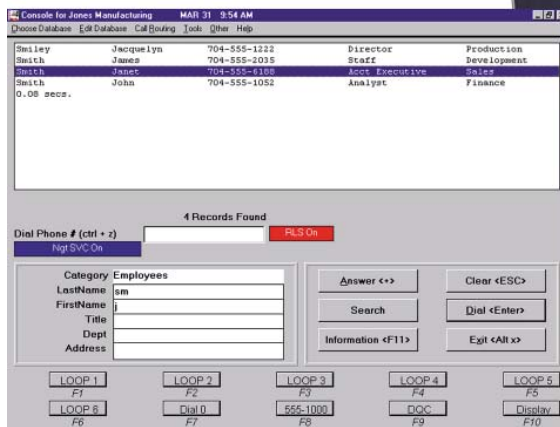 Console for Jones Manufacturing MAR 31 9:54 AM
Choose Database Edit Database Call Routing Tools Other Help
Smiley Jacquelyn 704-555-1222 Director Production
Smith James 704-555-2035 Staff Development
Smith Janet 704-555-6188 Acct Executive Sales
Smith John 704-555-1052 Analyst Finance
0.08 secs.
4 Records Found
Dial Phone # (ctrl + z) RLS On
Ngt SVC On
Category Employees
LastName sm
FirstName j
Title
Dept
Address
Answer <+> Clear <ESC>
Search Dial <Enter>
Information <F11> Exit <Alt x>
LOOP 1 LOOP 2 LOOP 3 LOOP 4 LOOP 5
F1 F2 F3 F4 F5
LOOP 6 Dial 0 555-1000 DQC Display
F6 F7 F8 F9 F10